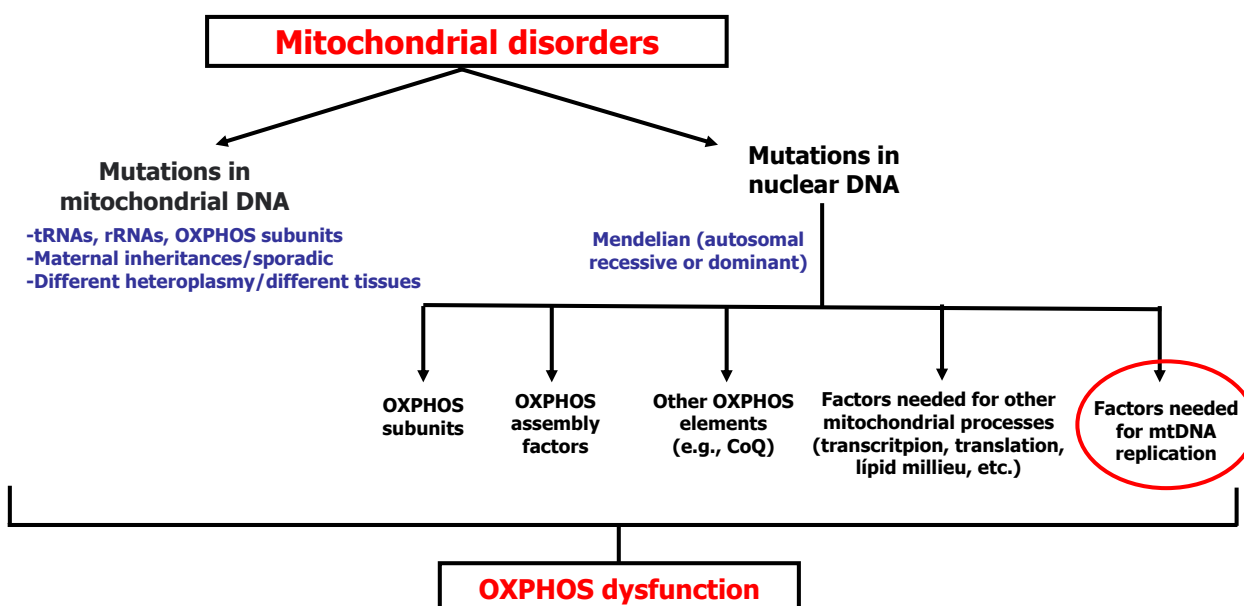 Mitochondrial disorders
Mutations in
mitochondrial DNA
-tRNAs, rRNAs, OXPHOS subunits
-Maternal inheritances/sporadic
-Different heteroplasmy/different tissues
Mutations in
nuclear DNA
Mendelian (autosomal
recessive or dominant)
OXPHOS
subunits
OXPHOS
assembly
factors
Other OXPHOS
elements
(e.g., CoQ)
Factors needed for other
mitochondrial processes
(transcritpion, translation,
lípid millieu, etc.)
Factors needed
for mtDNA
replication
OXPHOS dysfunction